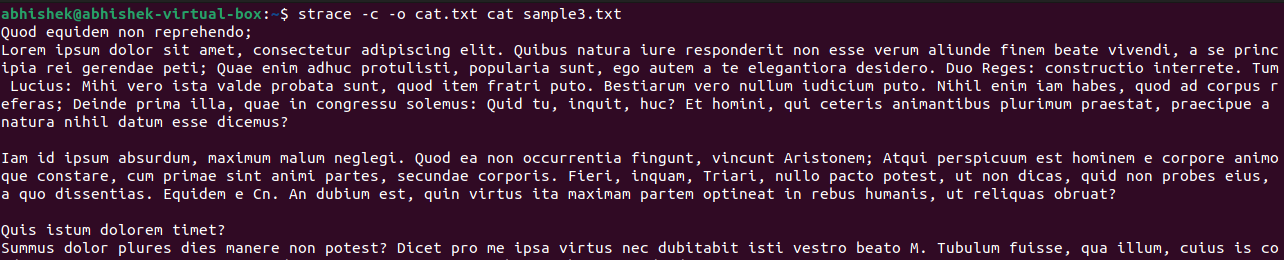 abhishek@abhishek-virtual-box:~$ strace -c -o cat.txt cat sample3.txt
Quod equidem non reprehendo;
Lorem ipsum dolor sit amet, consectetur adipiscing elit. Quibus natura iure responderit non esse verum aliunde finem beate vivendi, a se princ
ipia rei gerendae peti; Quae enim adhuc protulisti, popularia sunt, ego autem a te elegantiora desidero. Duo Reges: constructio interrete. Tum
 Lucius: Mihi vero ista valde probata sunt, quod item fratri puto. Bestiarum vero nullum iudicium puto. Nihil enim iam habes, quod ad corpus r
eferas; Deinde prima illa, quae in congressu solemus: Quid tu, inquit, huc? Et homini, qui ceteris animantibus plurimum praestat, praecipue a
natura nihil datum esse dicemus?

Iam id ipsum absurdum, maximum malum neglegi. Quod ea non occurrentia fingunt, vincunt Aristonem; Atqui perspicuum est hominem e corpore animo
que constare, cum primae sint animi partes, secundae corporis. Fieri, inquam, Triari, nullo pacto potest, ut non dicas, quid non probes eius,
a quo dissentias. Equidem e Cn. An dubium est, quin virtus ita maximam partem optineat in rebus humanis, ut reliquas obruat?

Quis istum dolorem timet?
Summus dolor plures dies manere non potest? Dicet pro me ipsa virtus nec dubitabit isti vestro beato M. Tubulum fuisse, qua illum, cuius is co